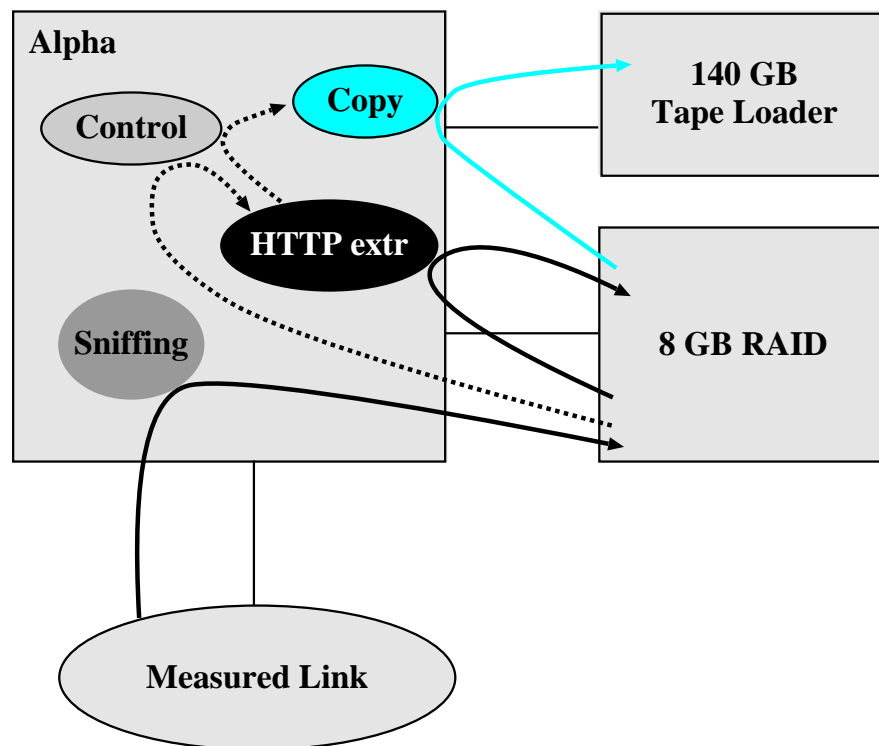 Alpha
Control
Copy
HTTP extr
Sniffing
140 GB
Tape Loader
8 GB RAID
Measured Link